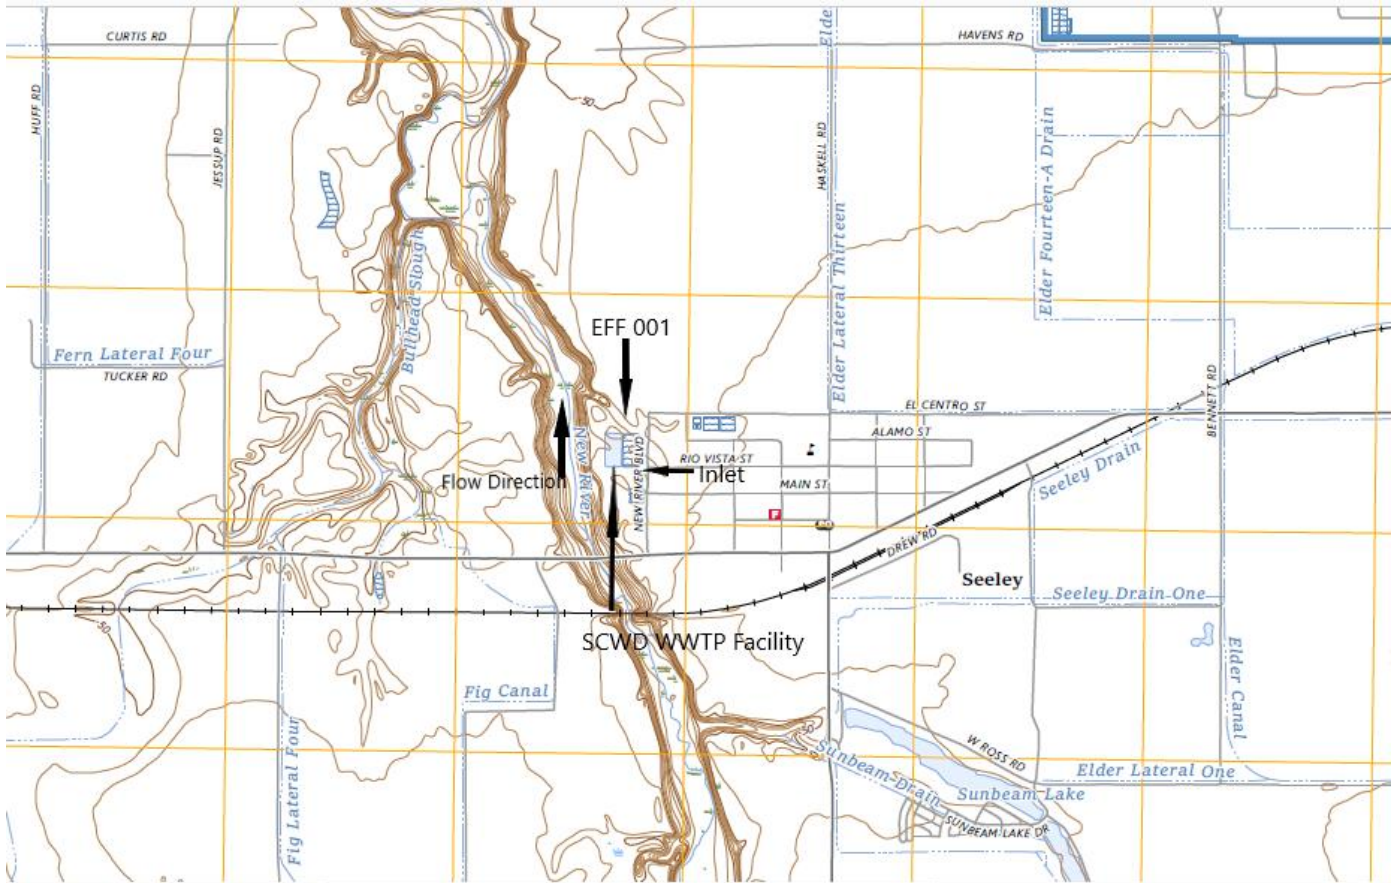 CURTIS RD
HAVENS RD
Elder
HUFF RD
JESSUP RD
50
HASKELL RD
Elder Fourteen-A Drain
Elder Lateral Thirteen
Bullhead Slough
EFF 001
Fern Lateral Four
TUCKER RD
BENNETT RD
EL CENTRO ST
ALAMO ST
RIO VISTA ST
Flow Direction
New River
NEW RIVER BLVD
Inlet
MAIN ST
Seeley Drain
F
DREW RD
Seeley
Seeley Drain One
50
SCWD WWTP Facility
Fig Canal
Fig Lateral Four
50
Elder Canal
W ROSS RD
Sunbeam Drain
Sunbeam Lake
Elder Lateral One
SUNBEAM LAKE DR